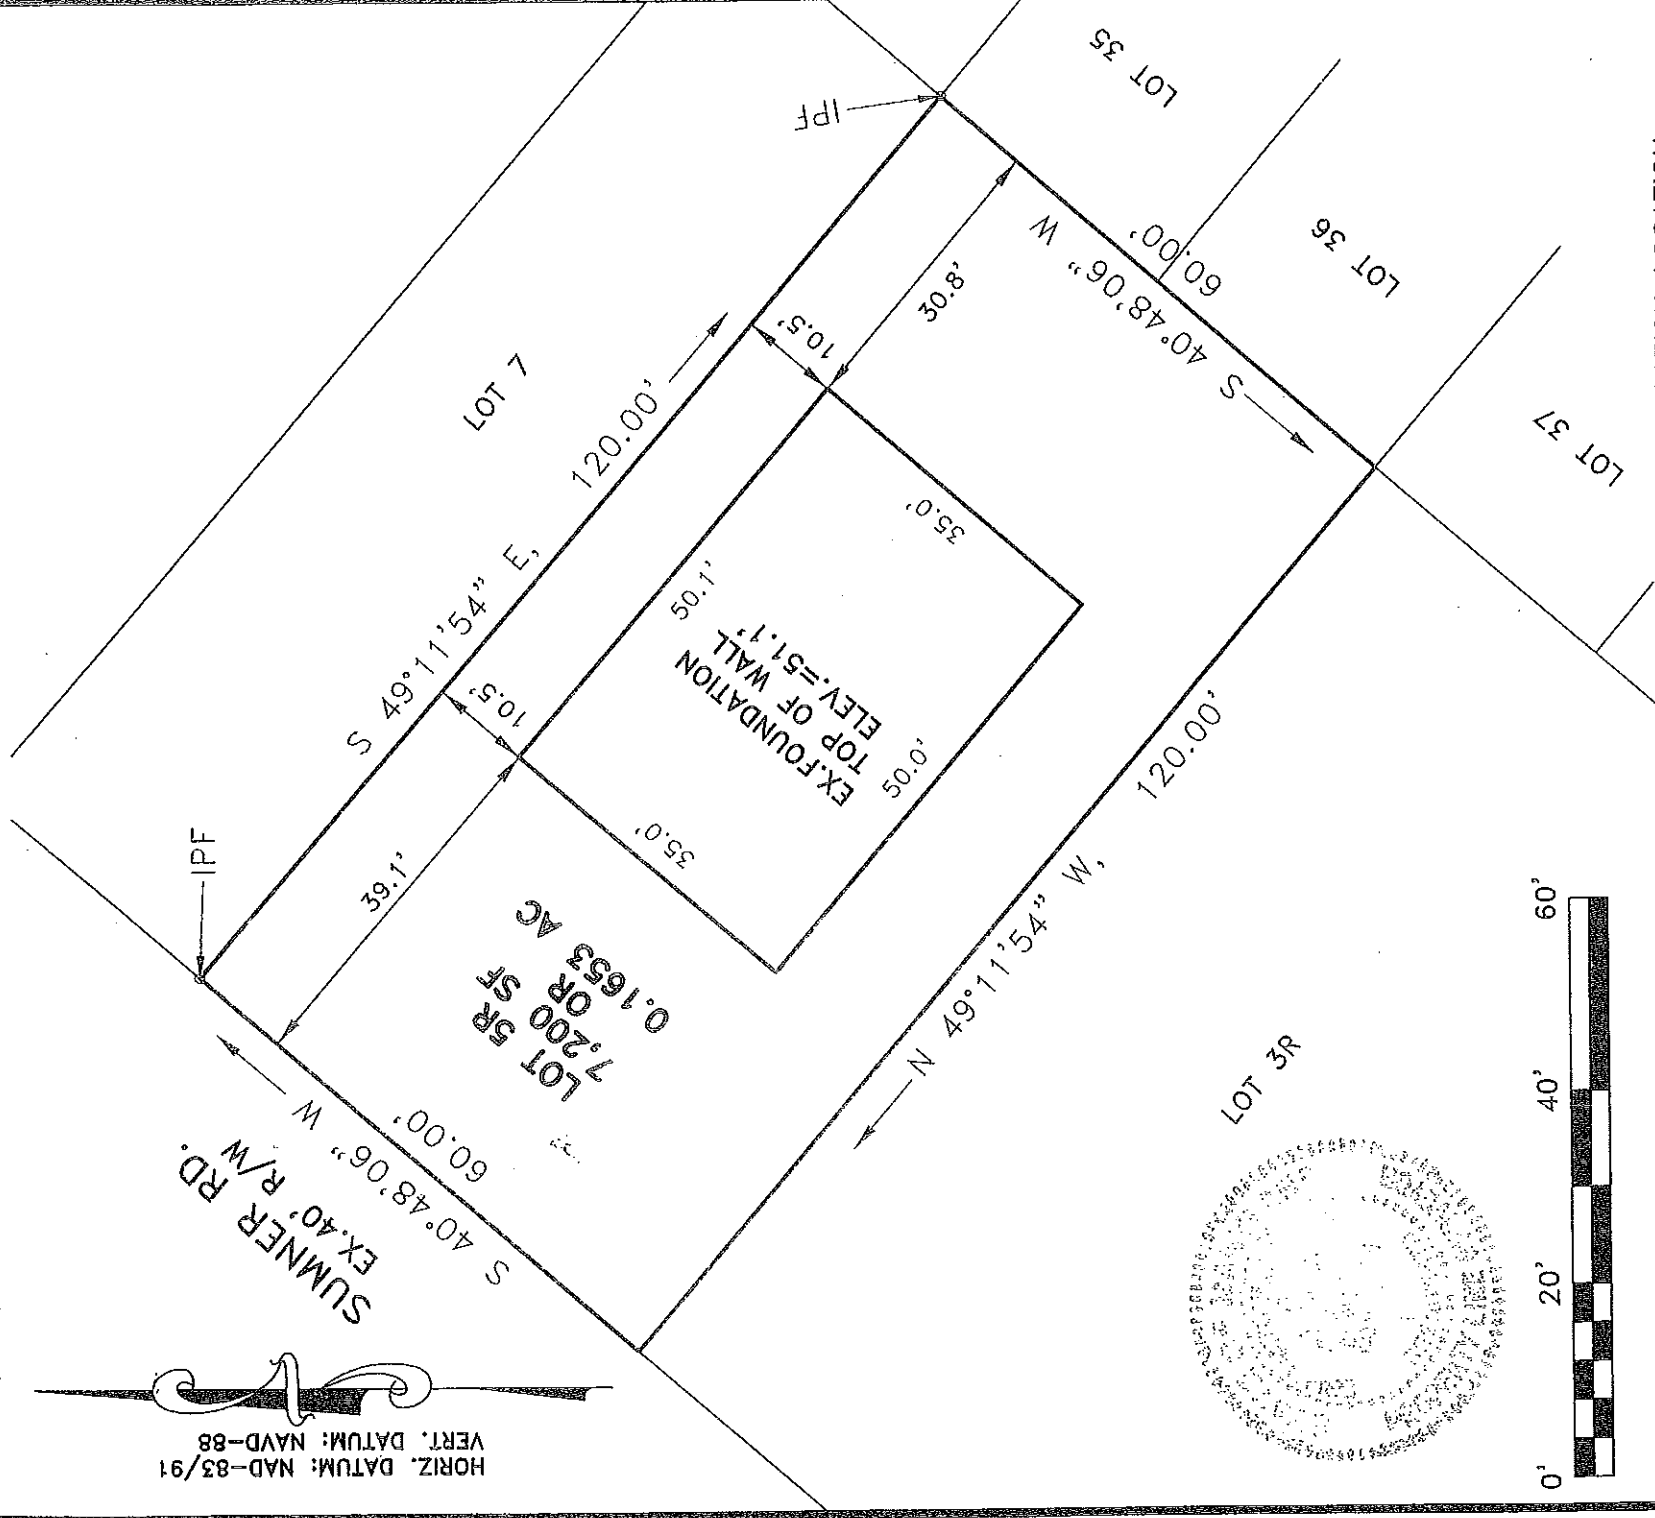 HORIZ. DATUM: NAD-83/91
VERT. DATUM: NAVD-88
SUMNER RD.
EX.40' R/W
S 40°48'06" W
60.00'
IPF
LOT 7
S 49°11'54" E, 120.00'
IPF
LOT 5R
7,200 SF
OR
0.1653 AC
39.1'
10.5'
10.5'
30.8'
50.1'
35.0'
35.0'
50.0'
EX.FOUNDATION
TOP OF WALL
ELEV.=51.1'
S 40°48'06" W
60.00'
LOT 35
LOT 36
LOT 37
N 49°11'54" W, 120.00'
LOT 3R
0' 20' 40' 60'